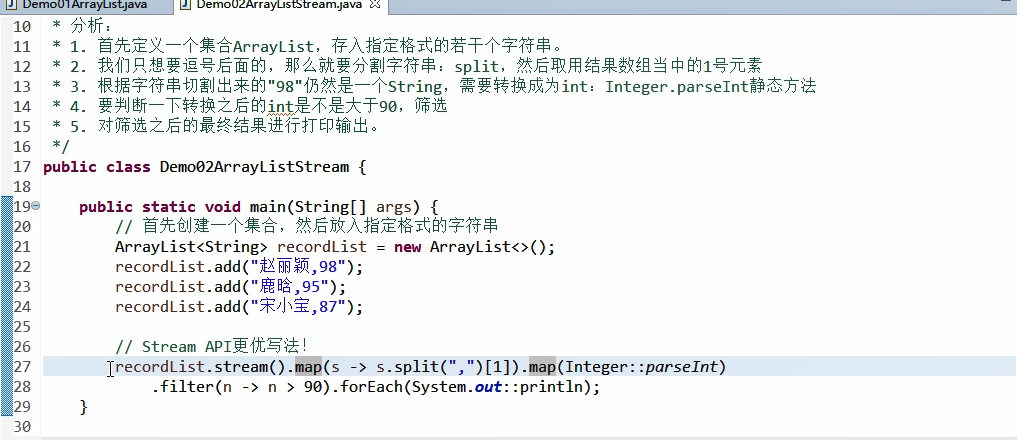 Demo01ArrayList.java Demo02ArrayListStream.java
10 * 分析：
11 * 1. 首先定义一个集合ArrayList，存入指定格式的若干个字符串。
12 * 2. 我们只想要逗号后面的，那么就要分割字符串：split，然后取用结果数组当中的1号元素
13 * 3. 根据字符串切割出来的"98"仍然是一个String，需要转换成为int：Integer.parseInt静态方法
14 * 4. 要判断一下转换之后的int是不是大于90，筛选
15 * 5. 对筛选之后的最终结果进行打印输出。
16 */
17 public class Demo02ArrayListStream {
18
19 public static void main(String[] args) {
20 // 首先创建一个集合，然后放入指定格式的字符串
21 ArrayList<String> recordList = new ArrayList<>();
22 recordList.add("赵丽颖,98");
23 recordList.add("鹿晗,95");
24 recordList.add("宋小宝,87");
25
26 // Stream API更优写法！
27 recordList.stream().map(s -> s.split(",")[1]).map(Integer::parseInt)
28 .filter(n -> n > 90).forEach(System.out::println);
29 }
30